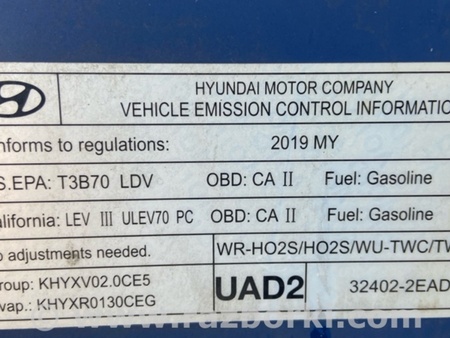 HYUNDAI MOTOR COMPANY
VEHICLE EMISSION CONTROL INFORMATIO
nforms to regulations: 2019 MY
S.EPA: T3B70 LDV OBD: CA II Fuel: Gasoline
alifornia: LEV III ULEV70 PC OBD: CA II Fuel: Gasoline
o adjustments needed. WR-HO2S/HO2S/WU-TWC/TW
Group: KHYXV02.0CE5 UAD2 32402-2EAD
vap.: KHYXR0130CEG